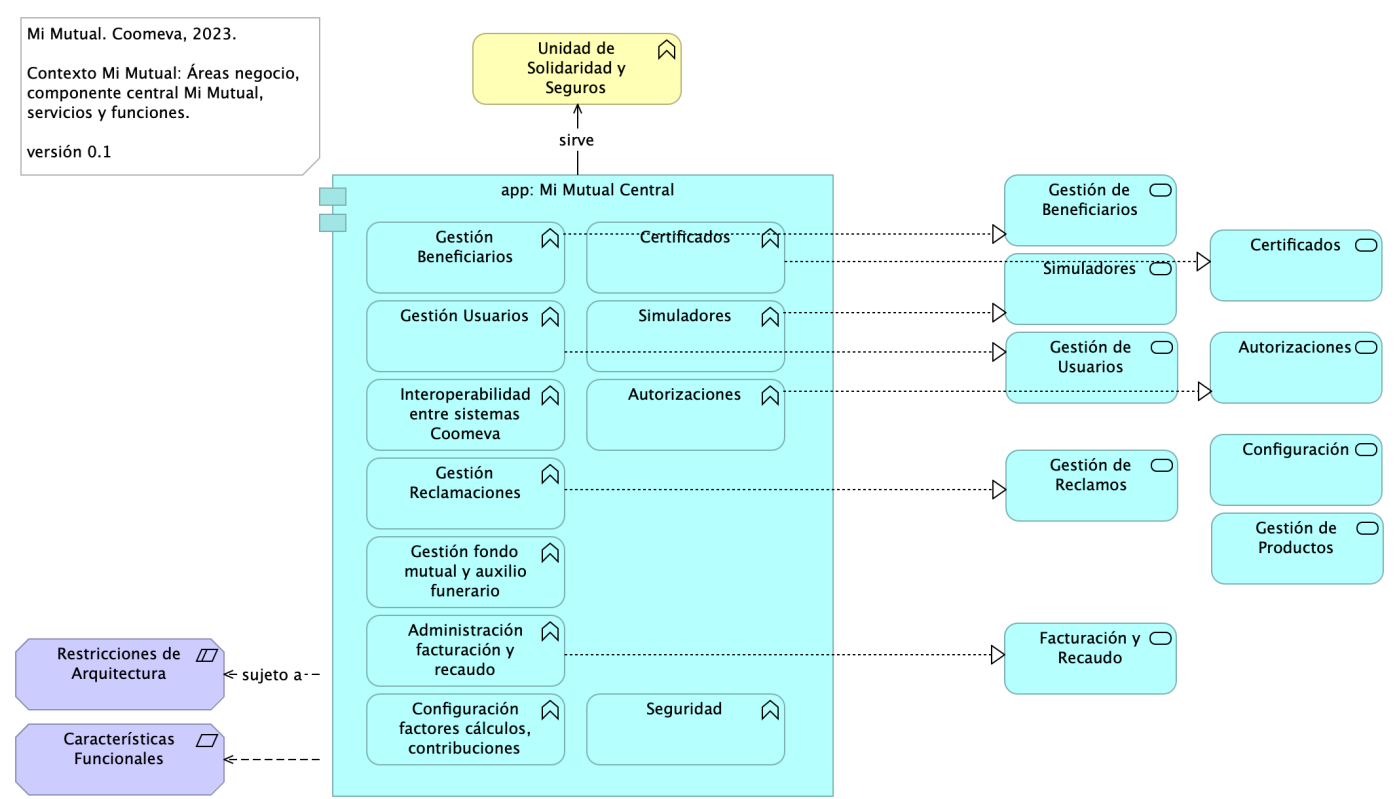 Mi Mutual. Coomeva, 2023.
Contexto Mi Mutual: Áreas negocio,
componente central Mi Mutual,
servicios y funciones.
versión 0.1
Unidad de
Solidaridad y
Seguros
sirve
app: Mi Mutual Central
Gestión
Beneficiarios
Certificados
Gestión Usuarios
Simuladores
Interoperabilidad
entre sistemas
Coomeva
Autorizaciones
Gestión
Reclamaciones
Gestión fondo
mutual y auxilio
funerario
Administración
facturación y
recaudo
Configuración
factores cálculos,
contribuciones
Seguridad
Gestión de
Beneficiarios
Certificados
Simuladores
Gestión de
Usuarios
Autorizaciones
Gestión de
Reclamos
Configuración
Gestión de
Productos
Facturación y
Recaudo
Restricciones de
Arquitectura
sujeto a
Características
Funcionales